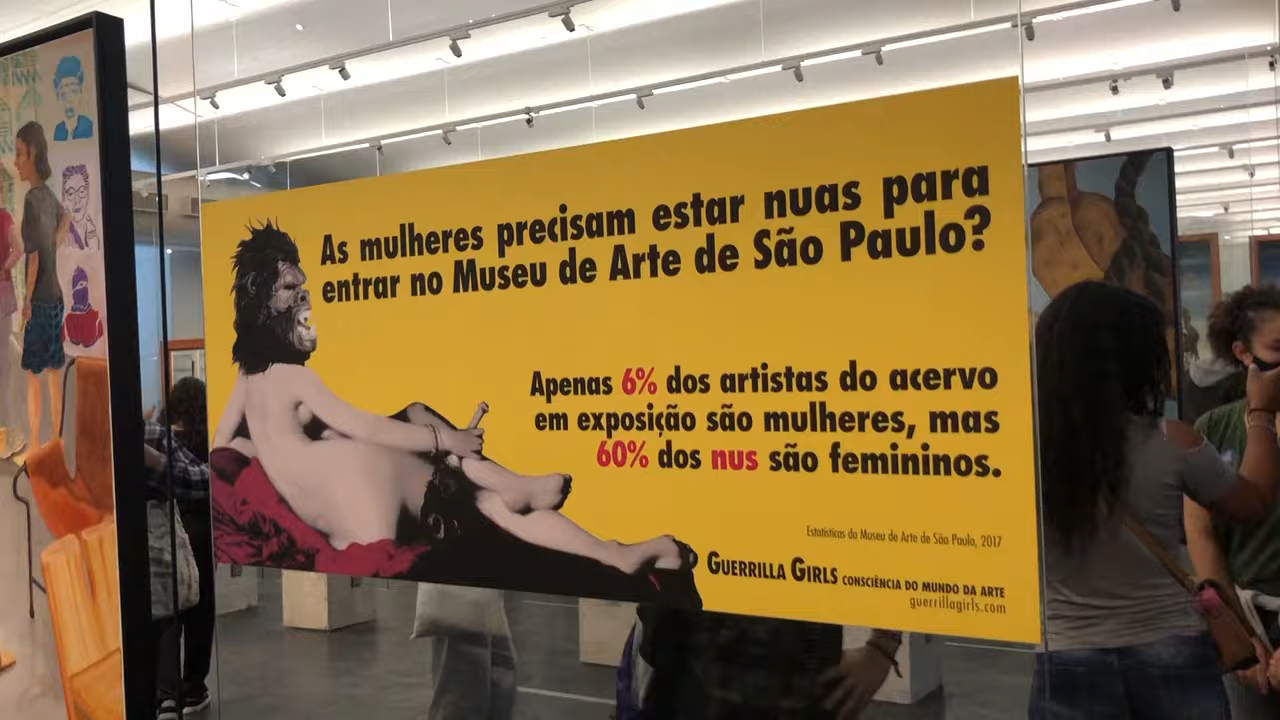 As mulheres precisam estar nuas para
entrar no Museu de Arte de São Paulo?
Apenas 6% dos artistas do acervo
em exposição são mulheres, mas
60% dos nus são femininos.
Estatísticas do Museu de Arte de São Paulo, 2017
GUERRILLA GIRLS CONSCIÊNCIA DO MUNDO DA ARTE
guerrillagirls.com